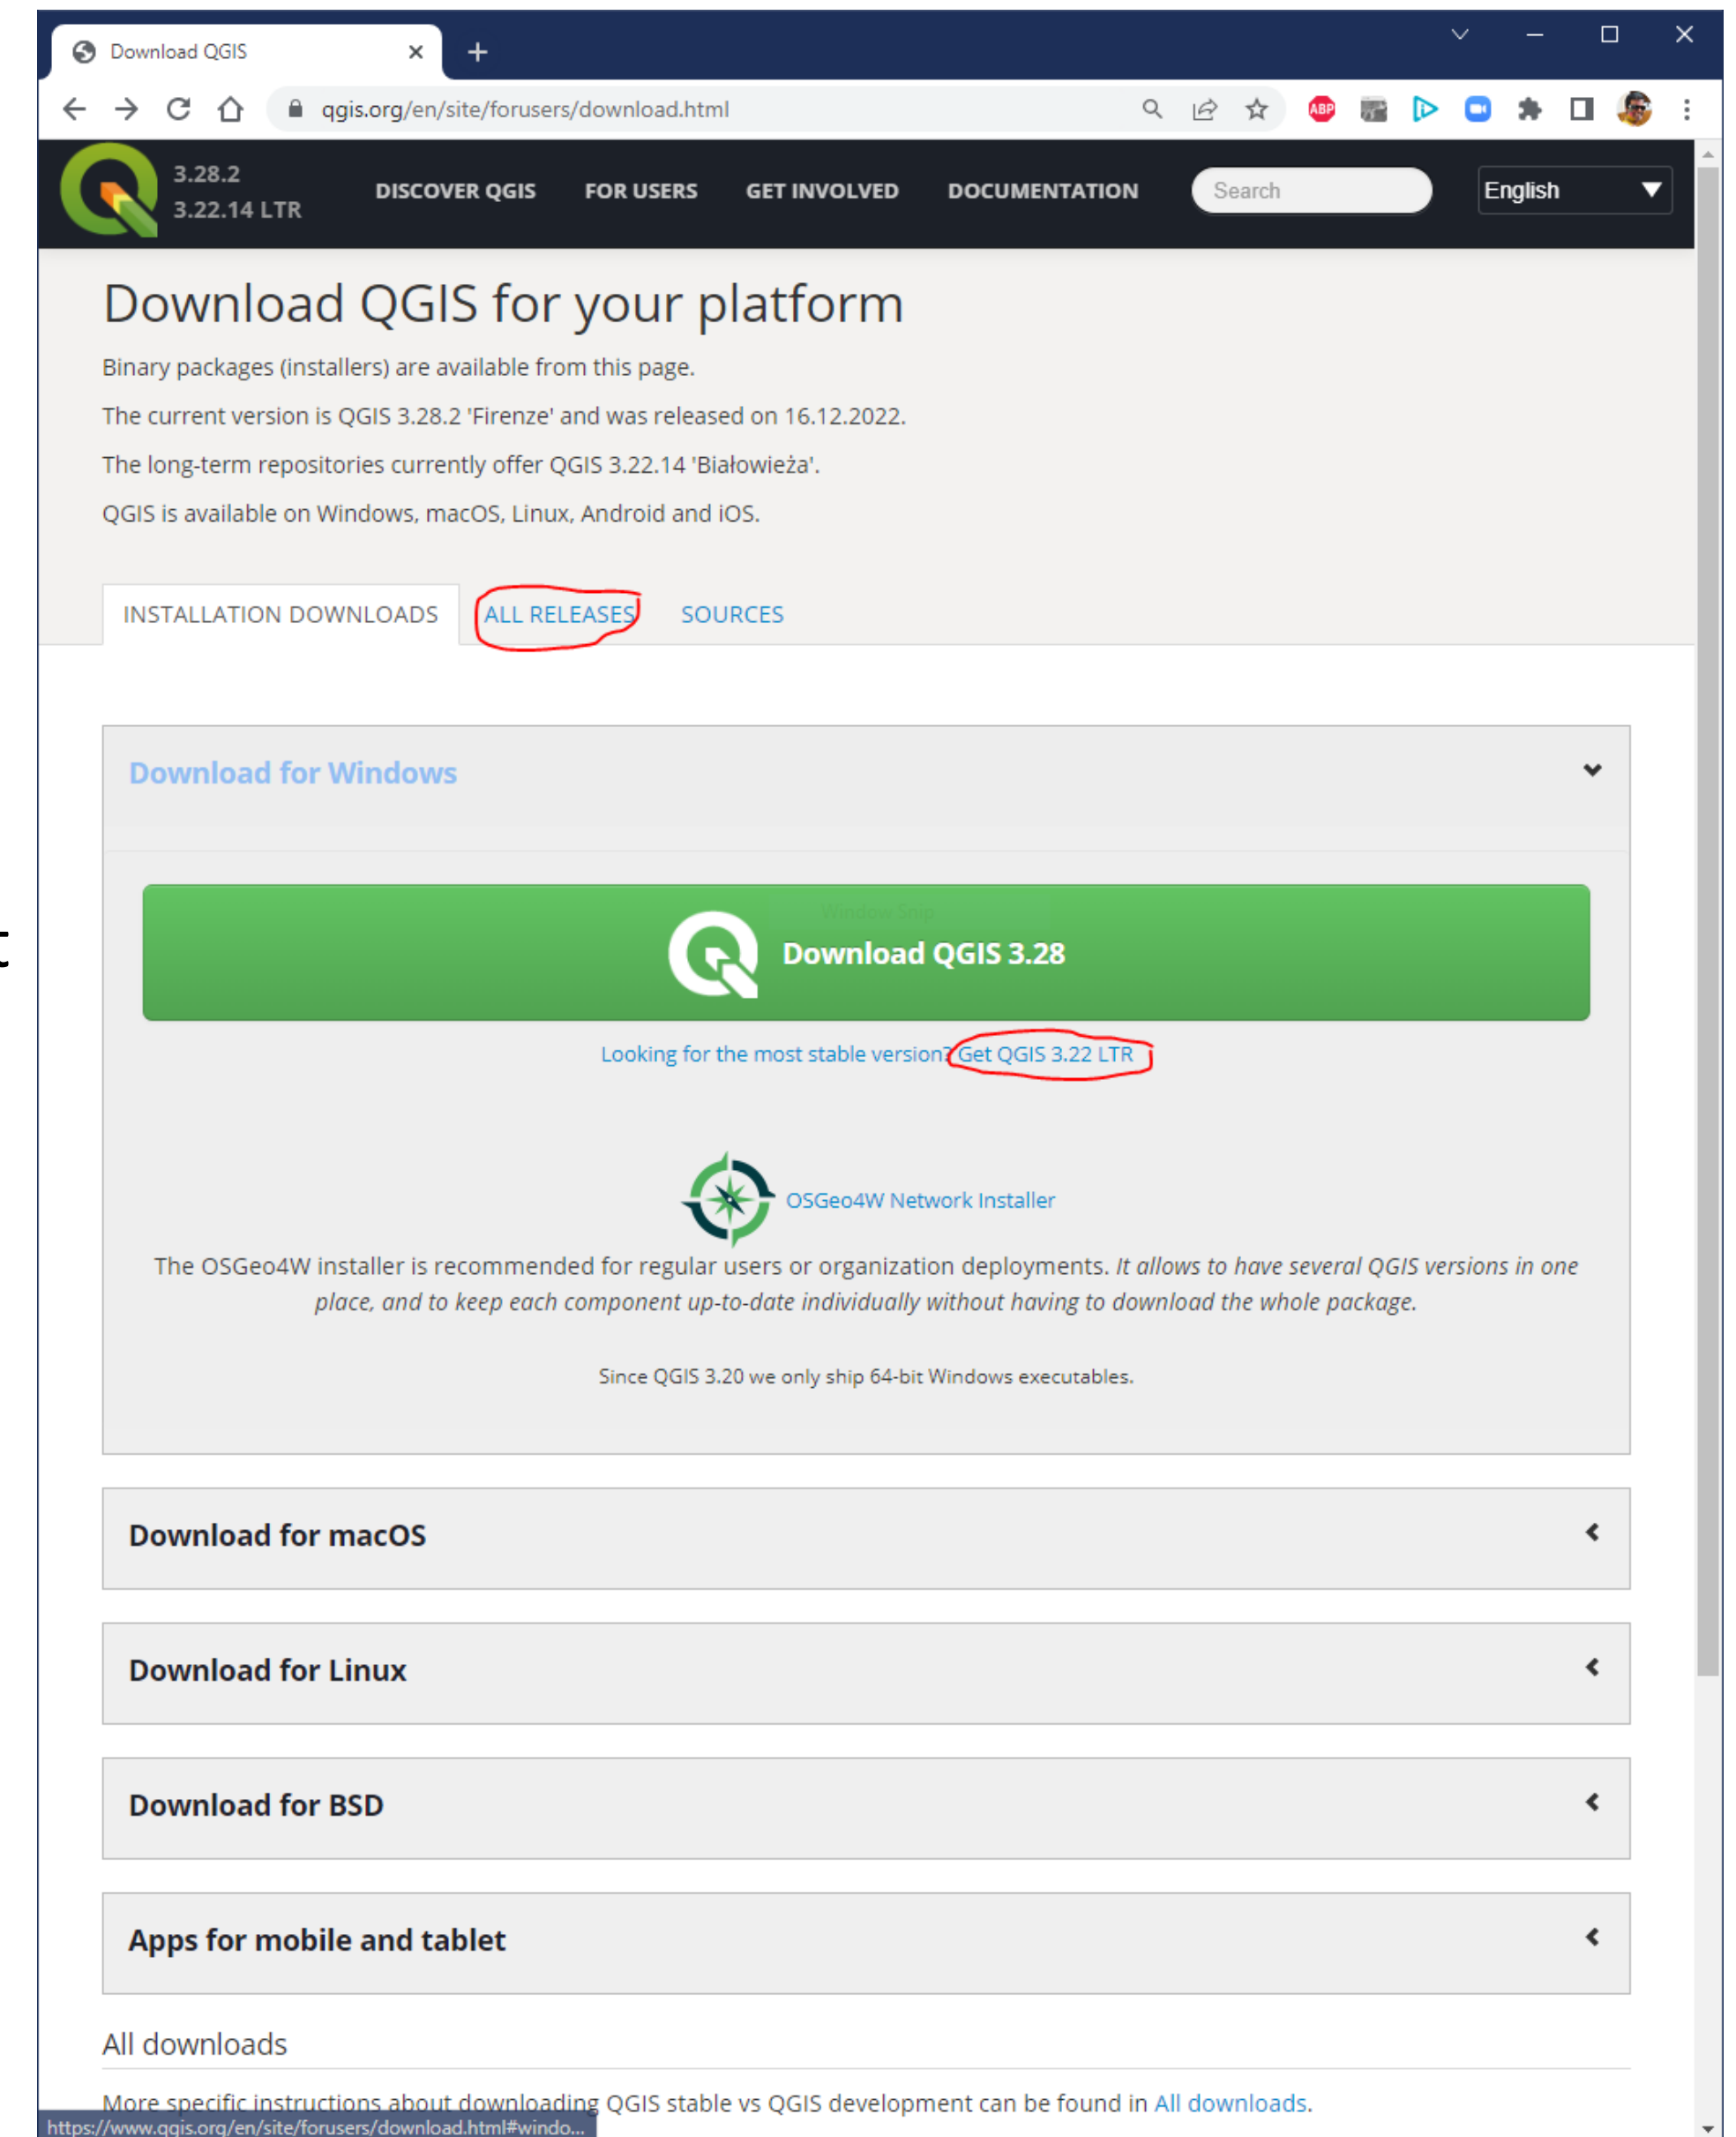 Download QGIS
qgis.org/en/site/forusers/download.html
ABP
3.28.2
3.22.14 LTR
DISCOVER QGIS FOR USERS GET INVOLVED DOCUMENTATION Search English
Download QGIS for your platform
Binary packages (installers) are available from this page.
The current version is QGIS 3.28.2 'Firenze' and was released on 16.12.2022.
The long-term repositories currently offer QGIS 3.22.14 'Białowieża'.
QGIS is available on Windows, macOS, Linux, Android and iOS.
INSTALLATION DOWNLOADS ALL RELEASES SOURCES
Download for Windows
Window Snip
t
Download QGIS 3.28
Looking for the most stable version? Get QGIS 3.22 LTR
OSGeo4W Network Installer
The OSGeo4W installer is recommended for regular users or organization deployments. It allows to have several QGIS versions in one
place, and to keep each component up-to-date individually without having to download the whole package.
Since QGIS 3.20 we only ship 64-bit Windows executables.
Download for macOS
Download for Linux
Download for BSD
Apps for mobile and tablet
All downloads
More specific instructions about downloading QGIS stable vs QGIS development can be found in All downloads.
https://www.qgis.org/en/site/forusers/download.html#windo...